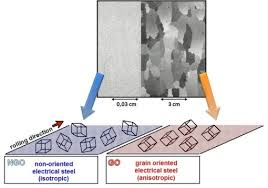 0,03 cm
3 cm
rolling direction
NGO
non-oriented
electrical steel
(isotropic)
GO
grain oriented
electrical steel
(anisotropic)